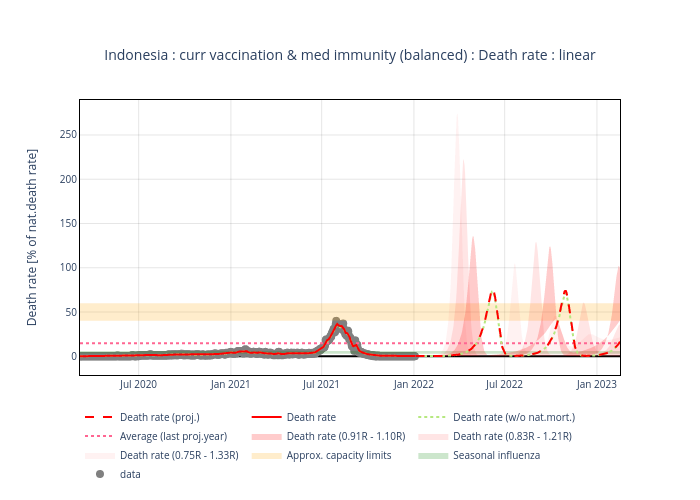 Indonesia : curr vaccination & med immunity (balanced) : Death rate : linear
Death rate [% of nat.death rate]
250
200
150
100
50
0
Jul 2020 Jan 2021 Jul 2021 Jan 2022 Jul 2022 Jan 2023
Death rate (proj.) Death rate Death rate (w/o nat.mort.)
Average (last proj.year) Death rate (0.91R - 1.10R) Death rate (0.83R - 1.21R)
Death rate (0.75R - 1.33R) Approx. capacity limits Seasonal influenza
data